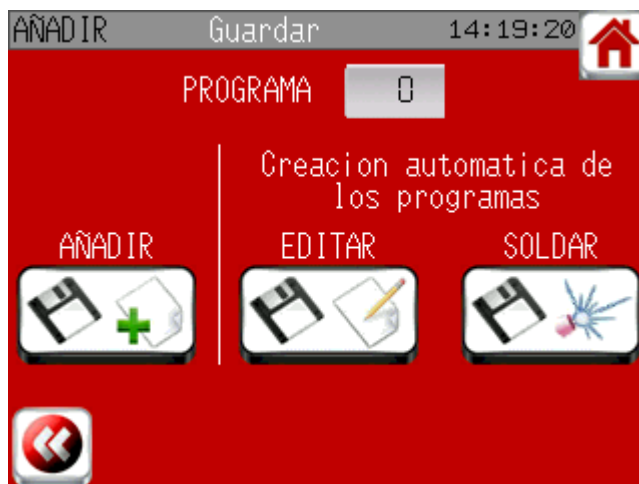 AÑADIR Guardar 14:19:20
PROGRAMA 0
Creacion automatica de
los programas
AÑADIR EDITAR SOLDAR